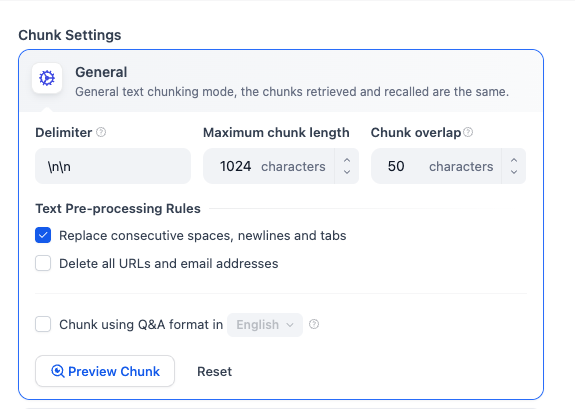 Chunk Settings
General
General text chunking mode, the chunks retrieved and recalled are the same.
Delimiter
Maximum chunk length
Chunk overlap
\n\n
1024 characters
50 characters
Text Pre-processing Rules
Replace consecutive spaces, newlines and tabs
Delete all URLs and email addresses
Chunk using Q&A format in English
Preview Chunk
Reset